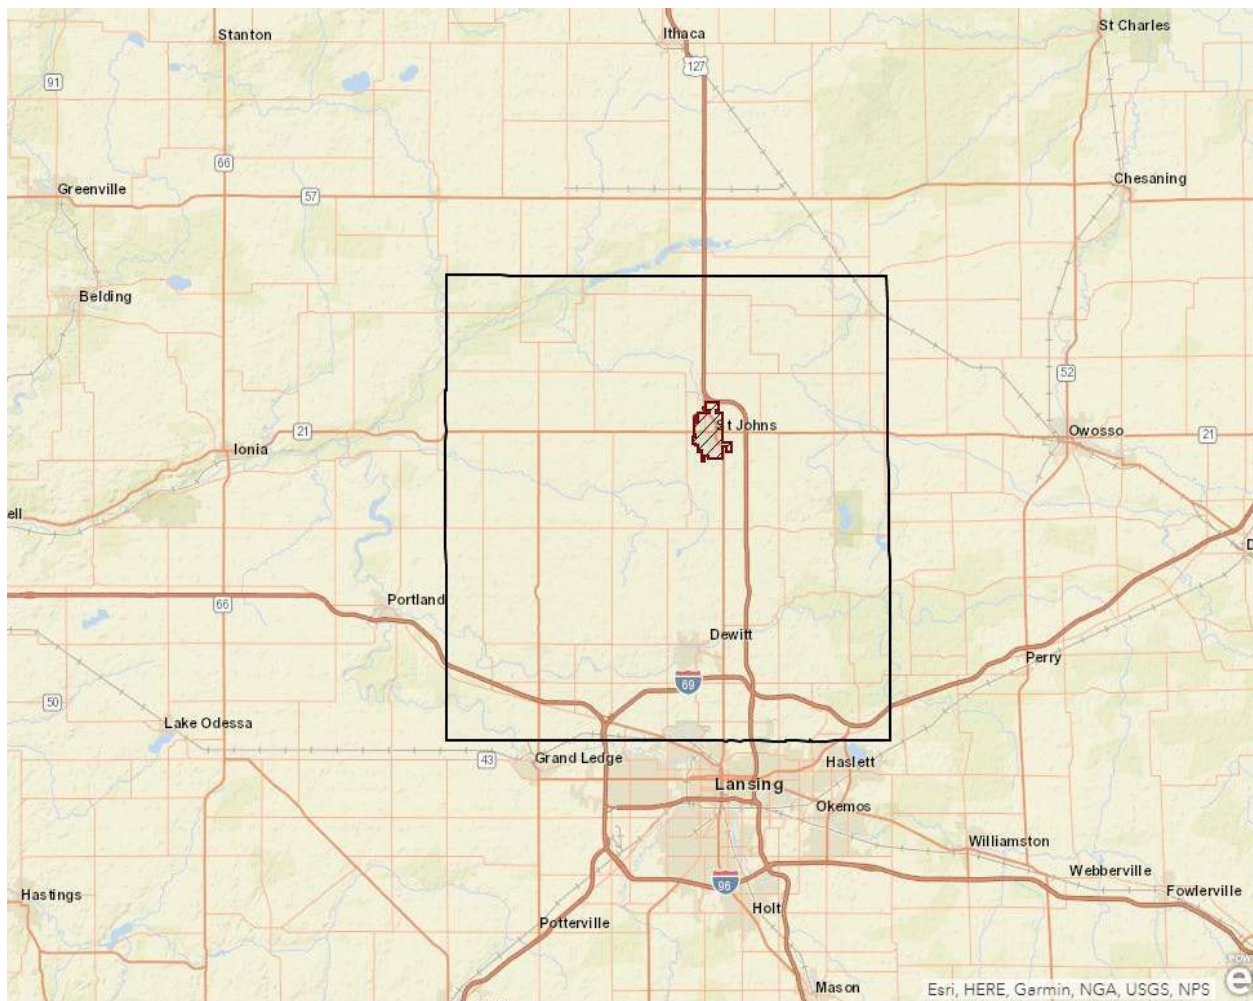 Stanton
Ithaca
St Charles
127
91
66
Greenville
57
Chesaning
Belding
52
St Johns
21
Owosso
21
Ionia
ell
Portland
66
D
Dewitt
Perry
69
50
Lake Odessa
43
Grand Ledge
Haslett
Lansing
Okemos
Williamston
Webberville
Hastings
96
Fowlerville
Holt
Potterville
Mason
Esri, HERE, Garmin, NGA, USGS, NPS
e